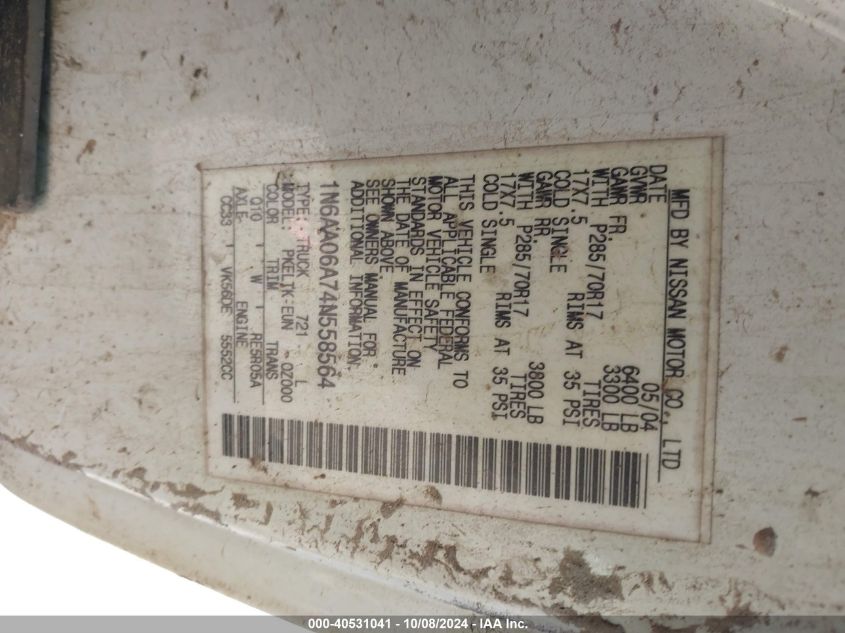 MFD BY NISSAN MOTOR CO., LTD
DATE 05/04
GVWR 6400 LB
GAWR FR. 3300 LB
WITH P285/70R17 TIRES
17X7.5 RIMS AT 35 PSI
COLD SINGLE
GAWR RR. 3800 LB
WITH P285/70R17 TIRES
17X7.5 RIMS AT 35 PSI
COLD SINGLE
THIS VEHICLE CONFORMS TO
ALL APPLICABLE FEDERAL
MOTOR VEHICLE SAFETY
STANDARDS IN EFFECT ON
THE DATE OF MANUFACTURE
SHOWN ABOVE.
SEE OWNERS MANUAL FOR
ADDITIONAL INFORMATION.
1N6AA06A74N558564
TYPE: TRUCK 721 L
MODEL PKELTK-EUN QZ000
COLOR TRIM TRANS
Q10 W RE5R05A
AXLE ENGINE
CC33 VK56DE 5552CC
000-40531041 - 10/08/2024 - IAA Inc.